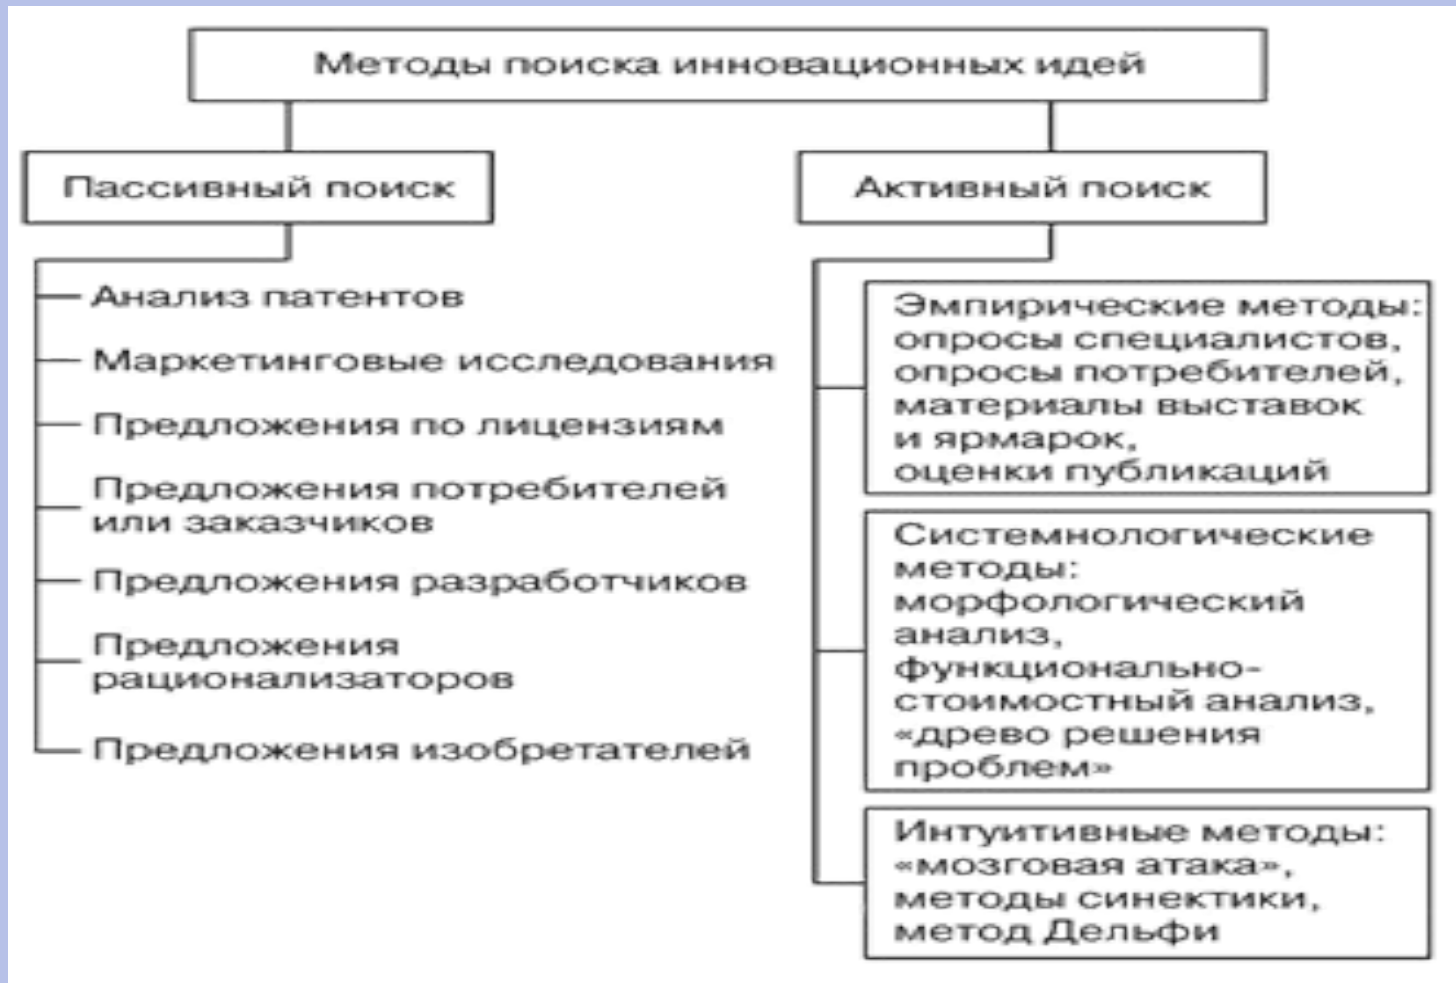 Методы поиска инновационных идей
Пассивный поиск
Анализ патентов
Маркетинговые исследования
Предложения по лицензиям
Предложения потребителей
или заказчиков
Предложения разработчиков
Предложения
рационализаторов
Предложения изобретателей
Активный поиск
Эмпирические методы:
опросы специалистов,
опросы потребителей,
материалы выставок
и ярмарок,
оценки публикаций
Системнологические
методы:
морфологический
анализ,
функционально-
стоимостный анализ,
«древо решения
проблем»
Интуитивные методы:
«мозговая атака»,
методы синектики,
метод Дельфи